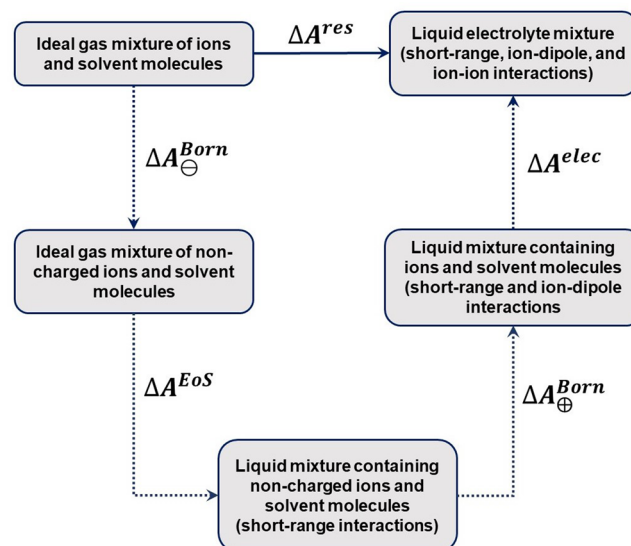 Ideal gas mixture of ions
and solvent molecules
ΔA^res
Liquid electrolyte mixture
(short-range, ion-dipole, and
ion-ion interactions)
ΔA^Born_⊖
ΔA^elec
Ideal gas mixture of non-
charged ions and solvent
molecules
Liquid mixture containing
ions and solvent molecules
(short-range and ion-dipole
interactions
ΔA^EoS
ΔA^Born_⊕
Liquid mixture containing
non-charged ions and
solvent molecules
(short-range interactions)